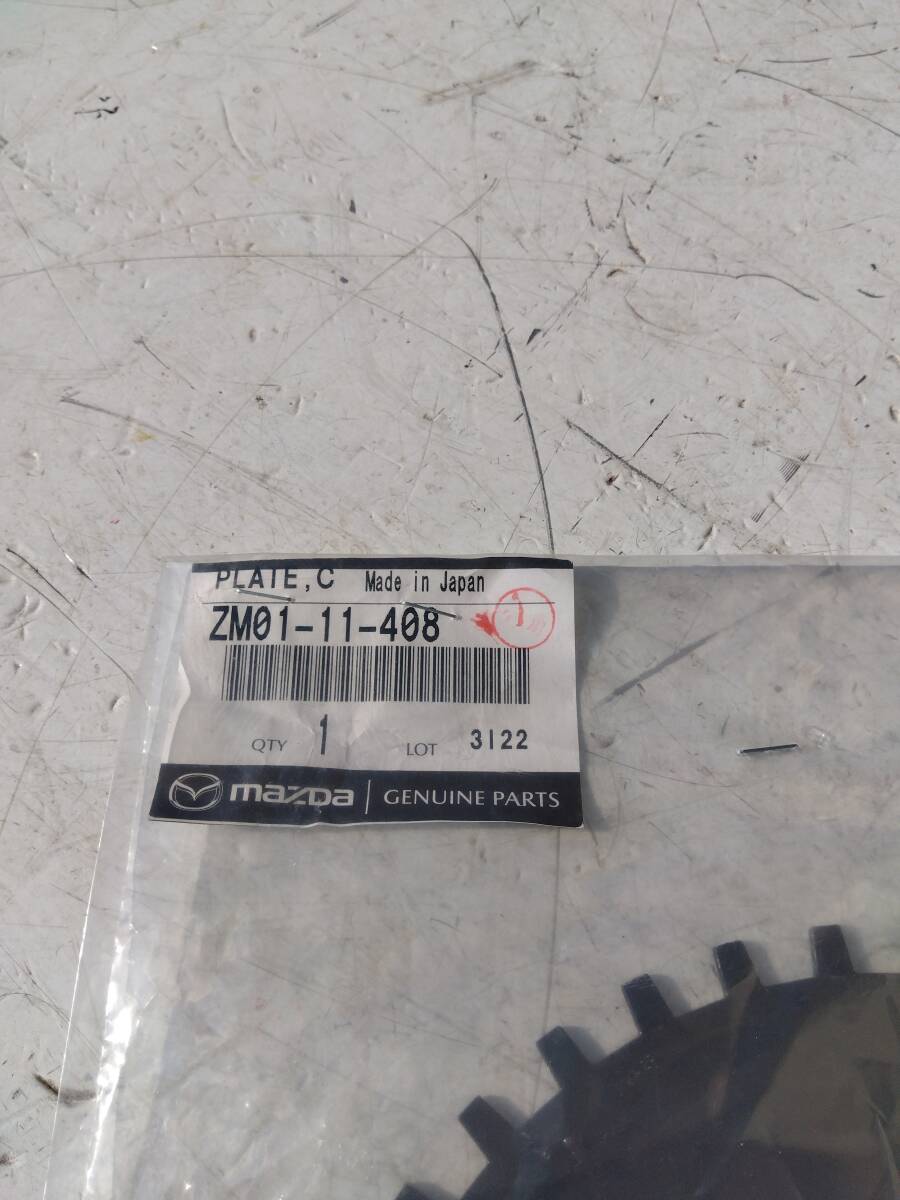 PLATE,C Made in Japan
ZM01-11-408
QTY 1 LOT 3122
mazda | GENUINE PARTS